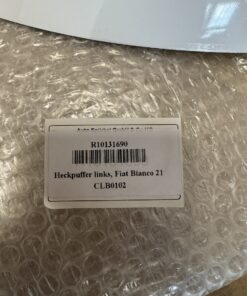 R10131690
Heckpuffer links, Fiat Bianco 21
CLB0102